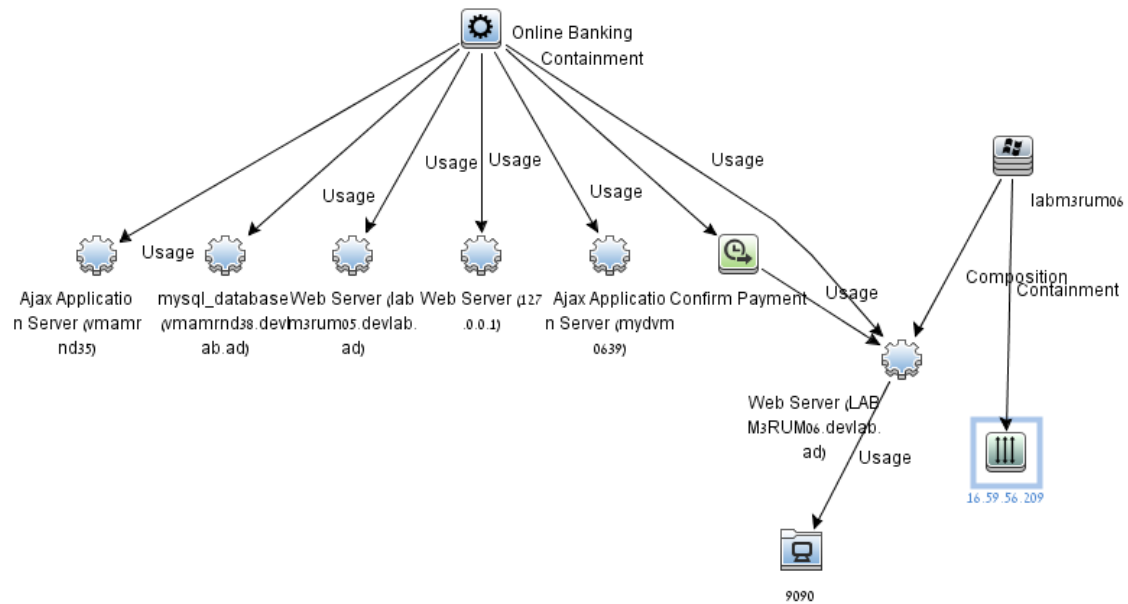 Online Banking
Containment
labm3rum06
Usage
Usage
Usage
Usage
Usage
Usage
Usage
Composition
Containment
Ajax Applicatio
n Server (vmamr
nd35)
mysql_database
(vmamrnd38.devl
ab.ad)
Web Server (lab
m3rum05.devlab.
ad)
Web Server (127
.0.0.1)
Ajax Applicatio
n Server (mydvm
0639)
Confirm Payment
Web Server (LAB
M3RUM06.devlab.
ad)
Usage
16.59.56.209
9090